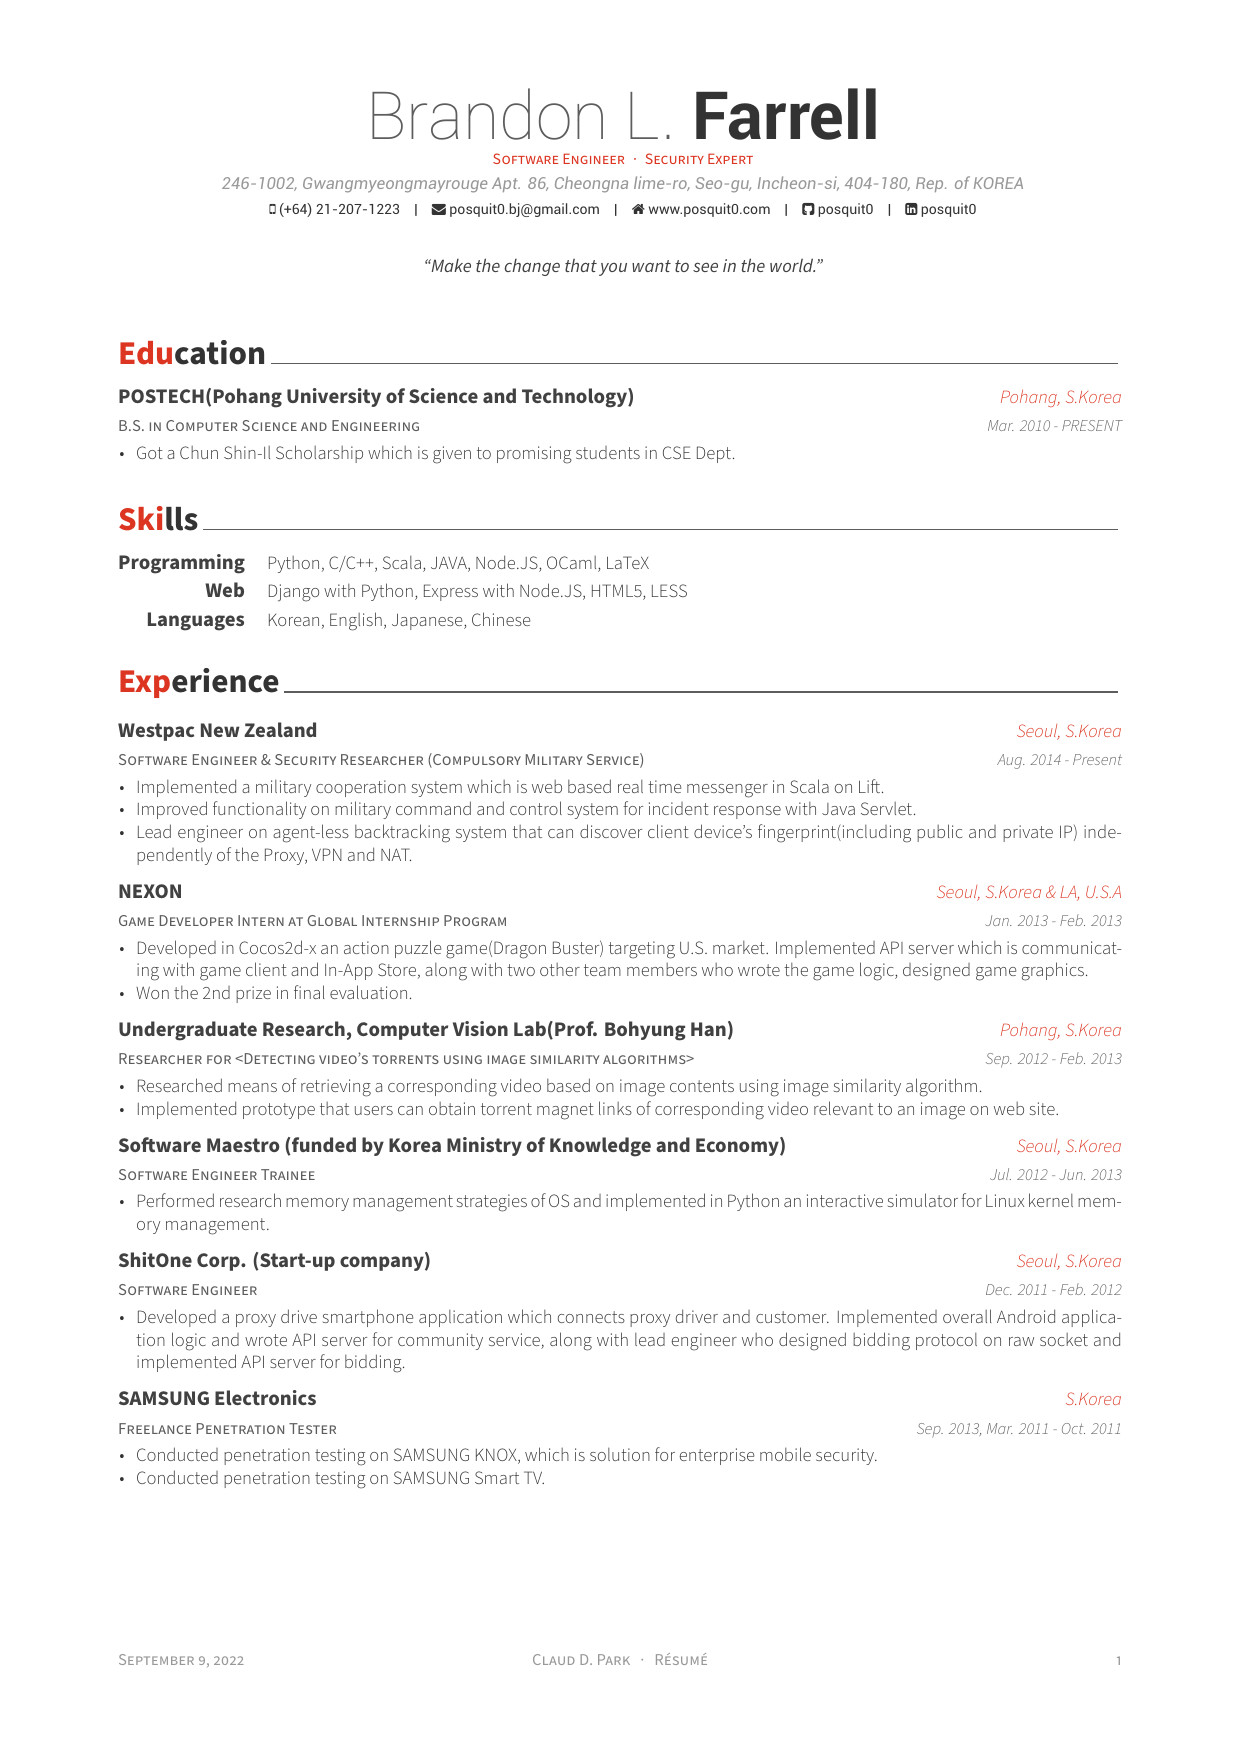 Brandon L. Farrell
Software Engineer · Security Expert
246-1002, Gwangmyeongmayrouge Apt. 86, Cheongna lime-ro, Seo-gu, Incheon-si, 404-180, Rep. of KOREA
(+64) 21-207-1223 | posquit0.bj@gmail.com | www.posquit0.com | posquit0 | posquit0
“Make the change that you want to see in the world.”
Education
POSTECH(Pohang University of Science and Technology) Pohang, S.Korea
B.S. in Computer Science and Engineering Mar. 2010 - PRESENT
• Got a Chun Shin-Il Scholarship which is given to promising students in CSE Dept.
Skills
Programming Python, C/C++, Scala, JAVA, Node.JS, OCaml, LaTeX
Web Django with Python, Express with Node.JS, HTML5, LESS
Languages Korean, English, Japanese, Chinese
Experience
Westpac New Zealand Seoul, S.Korea
Software Engineer & Security Researcher (Compulsory Military Service) Aug. 2014 - Present
• Implemented a military cooperation system which is web based real time messenger in Scala on Lift.
• Improved functionality on military command and control system for incident response with Java Servlet.
• Lead engineer on agent-less backtracking system that can discover client device’s fingerprint(including public and private IP) inde-
pendently of the Proxy, VPN and NAT.
NEXON Seoul, S.Korea & LA, U.S.A
Game Developer Intern at Global Internship Program Jan. 2013 - Feb. 2013
• Developed in Cocos2d-x an action puzzle game(Dragon Buster) targeting U.S. market. Implemented API server which is communicat-
ing with game client and In-App Store, along with two other team members who wrote the game logic, designed game graphics.
• Won the 2nd prize in final evaluation.
Undergraduate Research, Computer Vision Lab(Prof. Bohyung Han) Pohang, S.Korea
Researcher for <Detecting video’s torrents using image similarity algorithms> Sep. 2012 - Feb. 2013
• Researched means of retrieving a corresponding video based on image contents using image similarity algorithm.
• Implemented prototype that users can obtain torrent magnet links of corresponding video relevant to an image on web site.
Software Maestro (funded by Korea Ministry of Knowledge and Economy) Seoul, S.Korea
Software Engineer Trainee Jul. 2012 - Jun. 2013
• Performed research memory management strategies of OS and implemented in Python an interactive simulator for Linux kernel mem-
ory management.
ShitOne Corp. (Start-up company) Seoul, S.Korea
Software Engineer Dec. 2011 - Feb. 2012
• Developed a proxy drive smartphone application which connects proxy driver and customer. Implemented overall Android applica-
tion logic and wrote API server for community service, along with lead engineer who designed bidding protocol on raw socket and
implemented API server for bidding.
SAMSUNG Electronics S.Korea
Freelance Penetration Tester Sep. 2013, Mar. 2011 - Oct. 2011
• Conducted penetration testing on SAMSUNG KNOX, which is solution for enterprise mobile security.
• Conducted penetration testing on SAMSUNG Smart TV.
September 9, 2022 Claud D. Park · Résumé 1